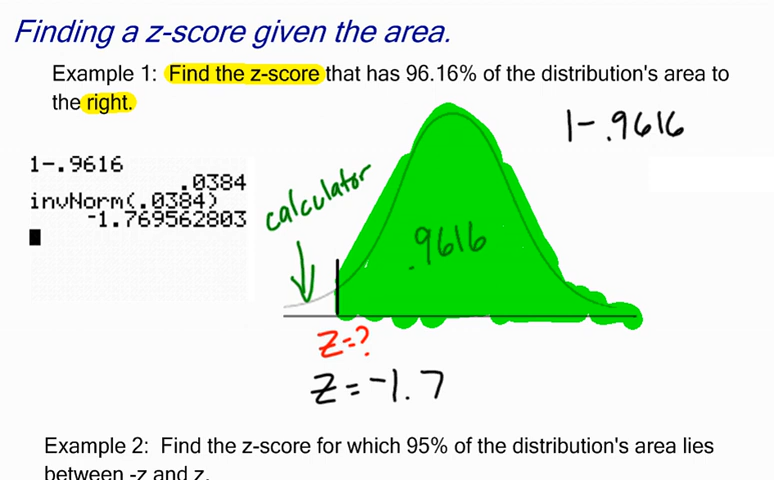 Finding a z-score given the area.
Example 1: Find the z-score that has 96.16% of the distribution's area to
the right.
1-.9616
1-.9616
.0384
invNorm(.0384)
-1.769562803
calculator
.9616
z=?
z=-1.7
Example 2: Find the z-score for which 95% of the distribution's area lies
between -z and z.